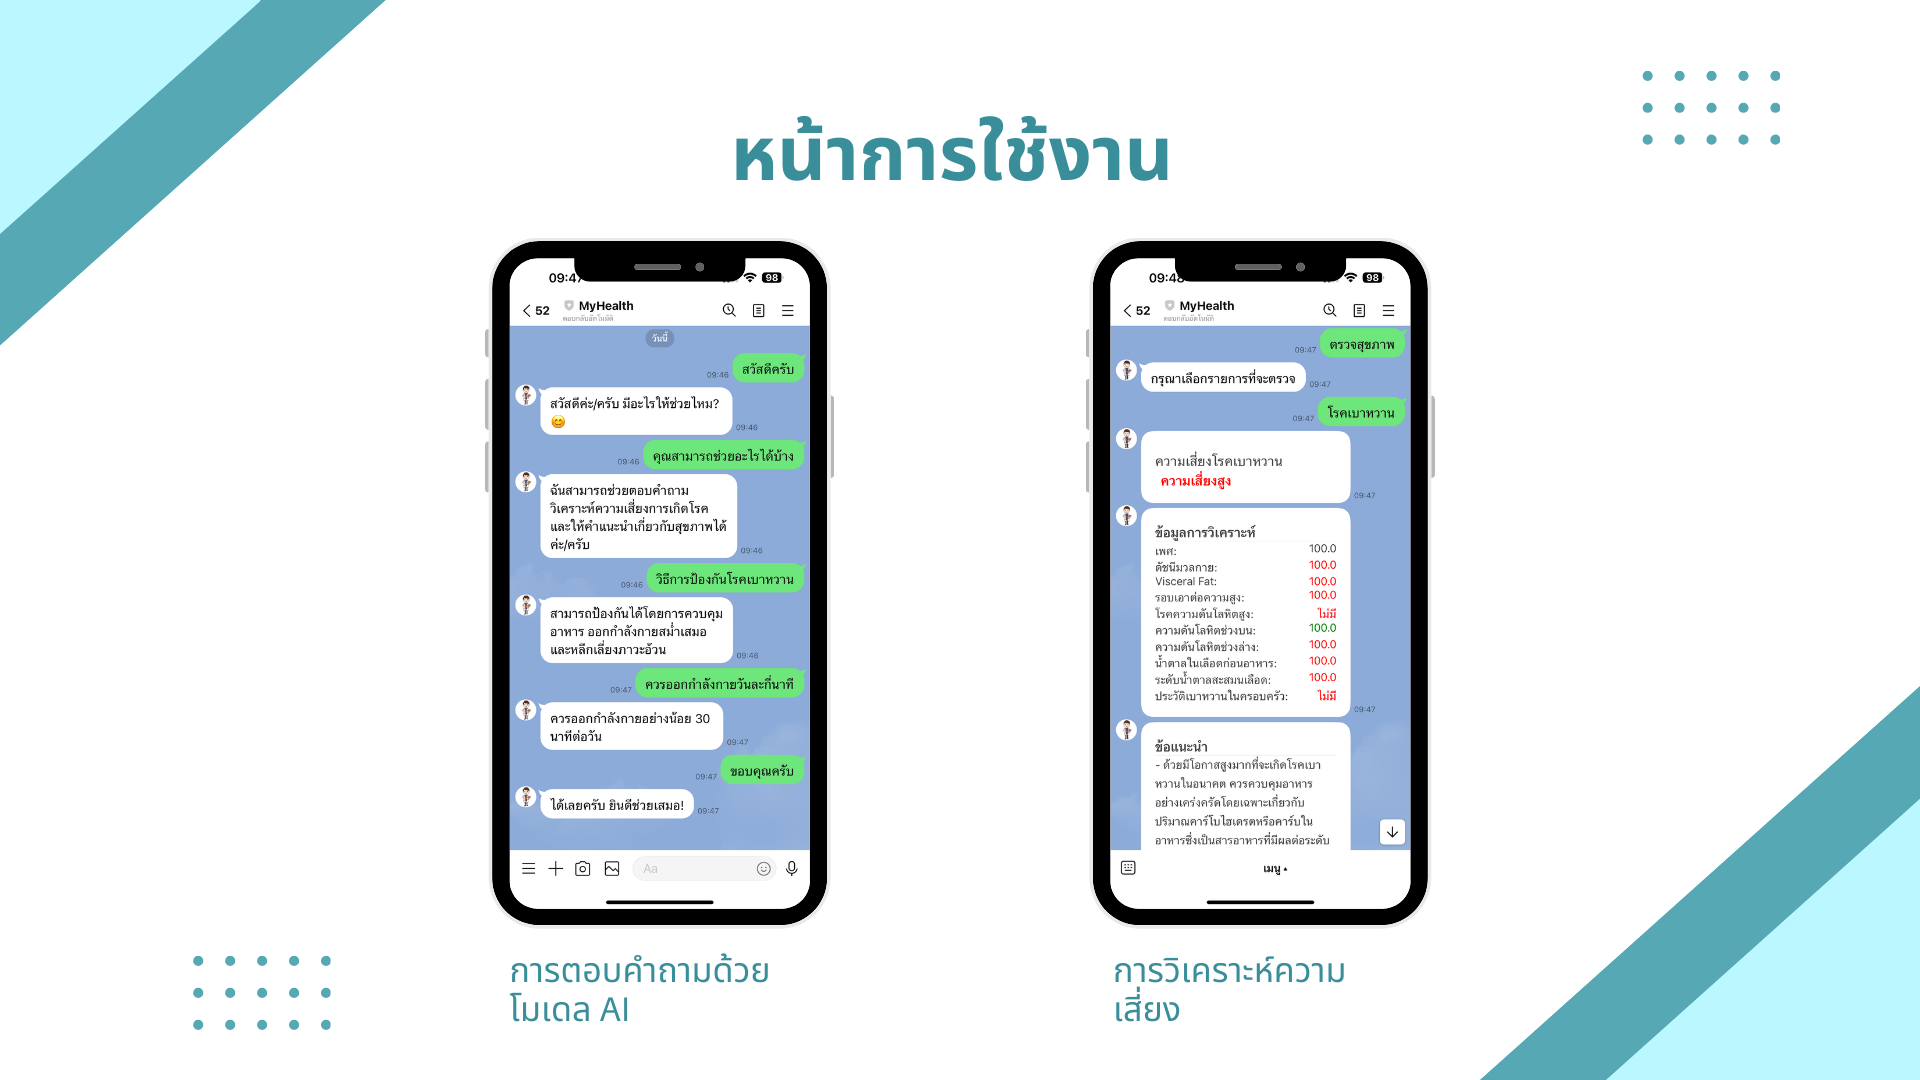 หน้าการใช้งาน
09:47
98
52
MyHealth
ตอบกลับอัตโนมัติ
วันนี้
สวัสดีครับ
09:46
สวัสดีค่ะ/ครับ มีอะไรให้ช่วยไหม?
😊
09:46
คุณสามารถช่วยอะไรได้บ้าง
09:46
ฉันสามารถช่วยตอบคำถาม
วิเคราะห์ความเสี่ยงการเกิดโรค
และให้คำแนะนำเกี่ยวกับสุขภาพได้
ค่ะ/ครับ
09:46
วิธีการป้องกันโรคเบาหวาน
09:46
สามารถป้องกันได้โดยการควบคุม
อาหาร ออกกำลังกายสม่ำเสมอ
และหลีกเลี่ยงภาวะอ้วน
09:46
ควรออกกำลังกายวันละกี่นาที
09:47
ควรออกกำลังกายอย่างน้อย 30
นาทีต่อวัน
09:47
ขอบคุณครับ
09:47
ได้เลยครับ ยินดีช่วยเสมอ!
09:47
Aa
การตอบคำถามด้วย
โมเดล AI
09:48
98
52
MyHealth
ตอบกลับอัตโนมัติ
ตรวจสุขภาพ
09:47
กรุณาเลือกรายการที่จะตรวจ
09:47
โรคเบาหวาน
09:47
ความเสี่ยงโรคเบาหวาน
ความเสี่ยงสูง
09:47
ข้อมูลการวิเคราะห์
เพศ: 100.0
ดัชนีมวลกาย: 100.0
Visceral Fat: 100.0
รอบเอวต่อความสูง: 100.0
โรคความดันโลหิตสูง: ไม่มี
ความดันโลหิตช่วงบน: 100.0
ความดันโลหิตช่วงล่าง: 100.0
น้ำตาลในเลือดก่อนอาหาร: 100.0
ระดับน้ำตาลสะสมนเลือด: 100.0
ประวัติเบาหวานในครอบครัว: ไม่มี
09:47
ข้อแนะนำ
- ด้วยมีโอกาสสูงมากที่จะเกิดโรคเบา
หวานในอนาคต ควรควบคุมอาหาร
อย่างเคร่งครัดโดยเฉพาะเกี่ยวกับ
ปริมาณคาร์โบไฮเดรตหรือคาร์บใน
อาหารซึ่งเป็นสารอาหารที่มีผลต่อระดับ
เมนู
การวิเคราะห์ความ
เสี่ยง